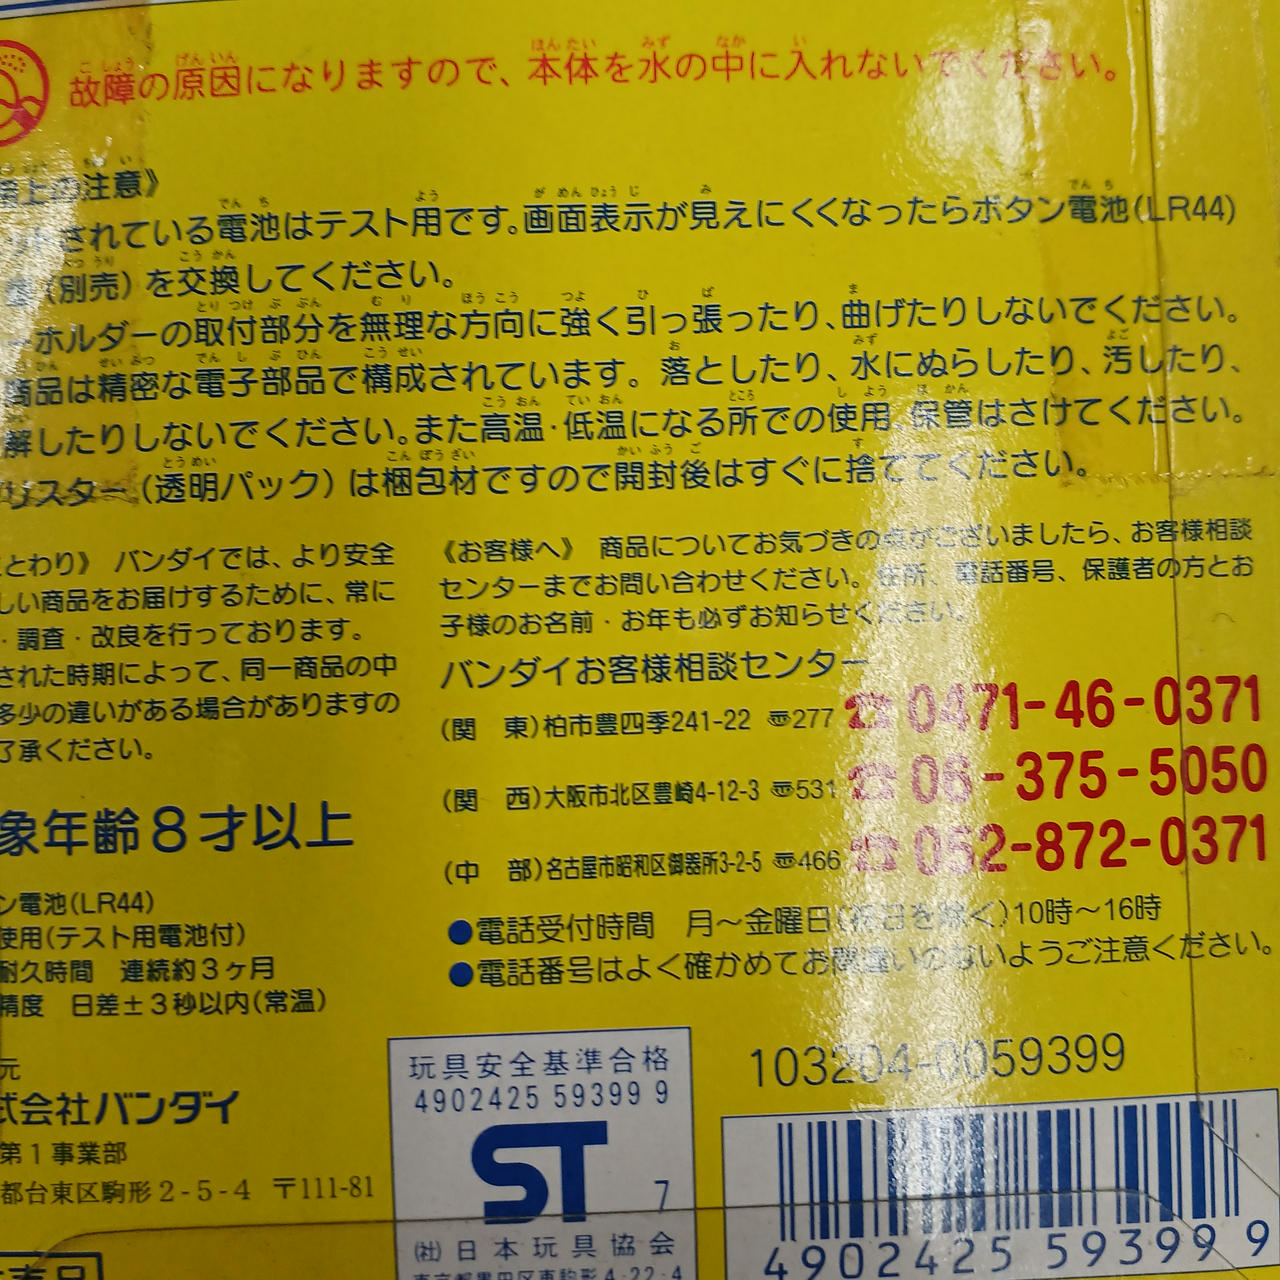 故障の原因になりますので、本体を水の中に入れないでください。
用上の注意》
されている電池はテスト用です。画面表示が見えにくくなったらボタン電池(LR44)
(別売)を交換してください。
ーホルダーの取付部分を無理な方向に強く引っ張ったり、曲げたりしないでください。
商品は精密な電子部品で構成されています。落としたり、水にぬらしたり、汚したり、
解したりしないでください。また高温・低温になる所での使用、保管はさけてください。
リスター(透明パック)は梱包材ですので開封後はすぐに捨ててください。
とわり》 バンダイでは、より安全
しい商品をお届けするために、常に
・調査・改良を行っております。
された時期によって、同一商品の中
多少の違いがある場合がありますの
了承ください。
象年齢8才以上
ン電池(LR44)
使用(テスト用電池付)
耐久時間 連続約3ヶ月
精度 日差±3秒以内(常温)
元
式会社バンダイ
第1事業部
都台東区駒形2-5-4 〒111-81
《お客様へ》 商品についてお気づきの点がございましたら、お客様相談
センターまでお問い合わせください。住所、電話番号、保護者の方とお
子様のお名前・お年も必ずお知らせください。
バンダイお客様相談センター
(関 東)柏市豊四季241-22 〠277 ☎0471-46-0371
(関 西)大阪市北区豊崎4-12-3 〠531 ☎06-375-5050
(中 部)名古屋市昭和区御器所3-2-5 〠466 ☎052-872-0371
●電話受付時間 月〜金曜日(祝日を除く)10時〜16時
●電話番号はよく確かめてお間違いのないようご注意ください。
玩具安全基準合格
4902425 59399 9
ST
7
(社)日本玩具協会
東京都墨田区東駒形4-22-4
103204-0059399
4902425 59399 9